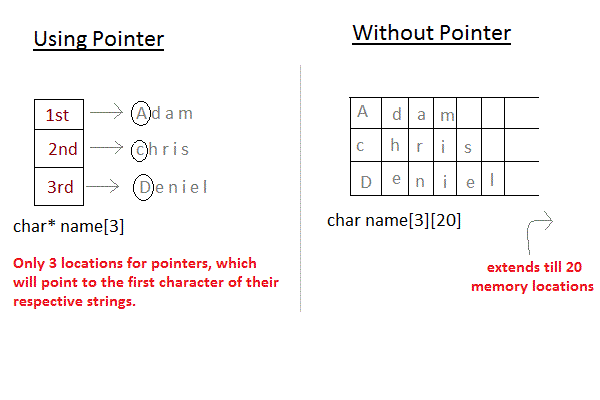 Using Pointer
1st Adam
2nd chris
3rd Deniel
char* name[3]
Only 3 locations for pointers, which
will point to the first character of their
respective strings.
Without Pointer
A d a m
c h r i s
D e n i e l
char name[3][20]
extends till 20
memory locations